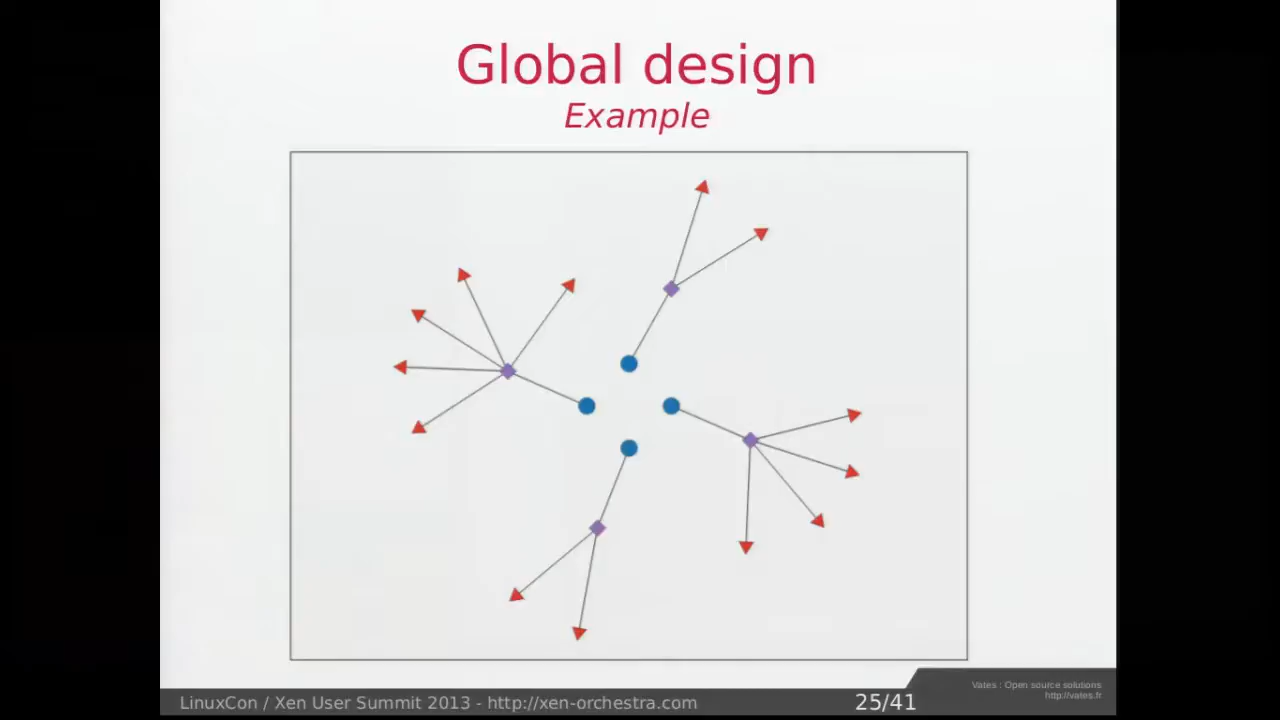 Global design
Example
LinuxCon / Xen User Summit 2013 - http://xen-orchestra.com
25/41
Vates : Open source solutions
http://vates.fr